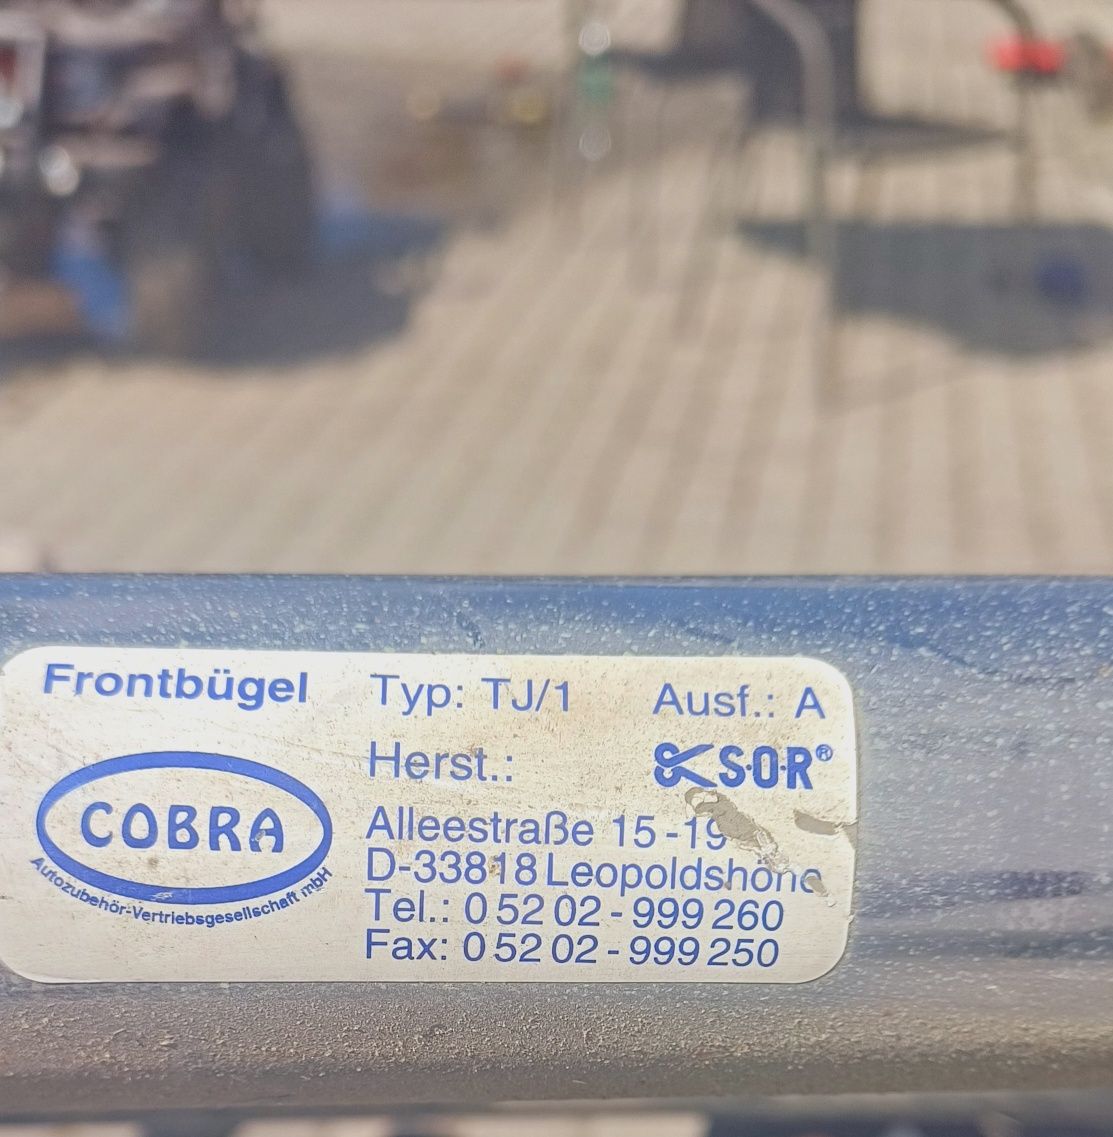 Frontbügel Typ: TJ/1 Ausf.: A
Herst.: S·O·R®
COBRA
Autozubehör-Vertriebsgesellschaft mbH
Alleestraße 15-19
D-33818 Leopoldshöhe
Tel.: 0 52 02 - 999 260
Fax: 0 52 02 - 999 250